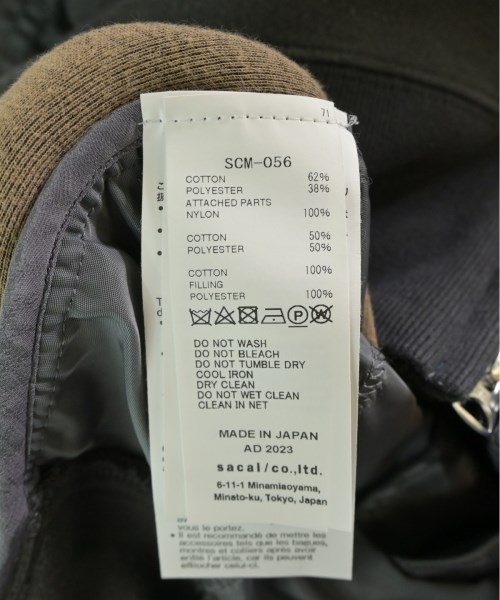 71
SCM-056
COTTON 62%
POLYESTER 38%
ATTACHED PARTS
NYLON 100%
COTTON 50%
POLYESTER 50%
COTTON 100%
FILLING
POLYESTER 100%
P W
DO NOT WASH
DO NOT BLEACH
DO NOT TUMBLE DRY
COOL IRON
DRY CLEAN
DO NOT WET CLEAN
CLEAN IN NET
MADE IN JAPAN
AD 2023
sacai/co.,ltd.
6-11-1 Minamiaoyama,
Minato-ku, Tokyo, Japan
vous le portez.
• Il est recommandé de mettre les
accessoires tels que les bagues,
montres et colliers après avoir
enfilé l'article, car ils peuvent
effilocher celui-ci.